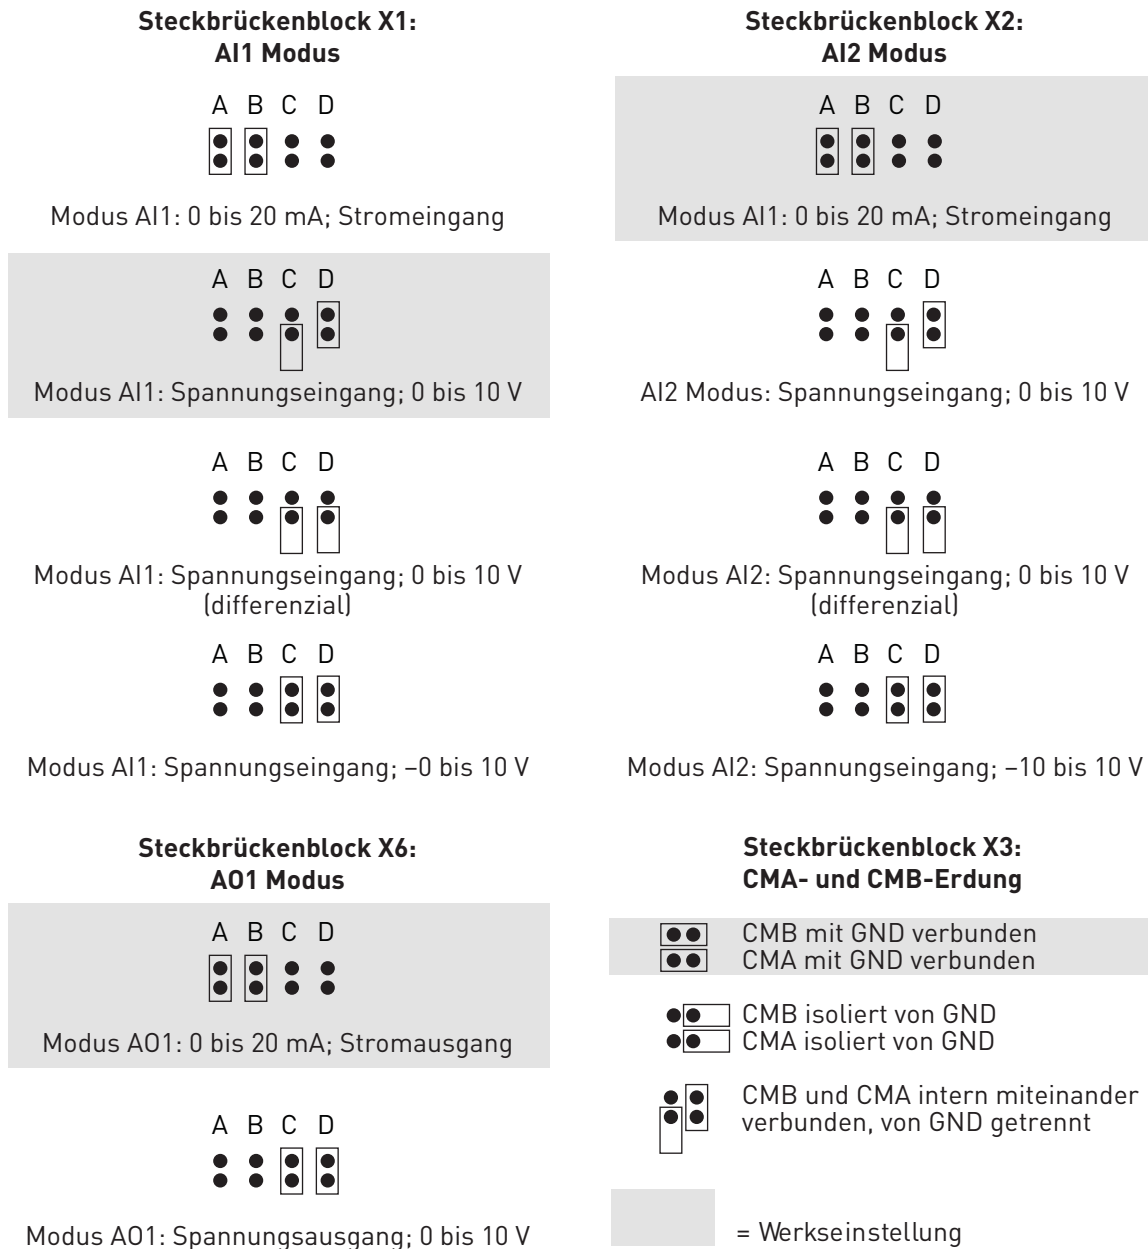 Steckbrückenblock X1:
AI1 Modus
A B C D
Modus AI1: 0 bis 20 mA; Stromeingang
A B C D
Modus AI1: Spannungseingang; 0 bis 10 V
A B C D
Modus AI1: Spannungseingang; 0 bis 10 V
(differenzial)
A B C D
Modus AI1: Spannungseingang; –0 bis 10 V
Steckbrückenblock X2:
AI2 Modus
A B C D
Modus AI1: 0 bis 20 mA; Stromeingang
A B C D
AI2 Modus: Spannungseingang; 0 bis 10 V
A B C D
Modus AI2: Spannungseingang; 0 bis 10 V
(differenzial)
A B C D
Modus AI2: Spannungseingang; –10 bis 10 V
Steckbrückenblock X6:
AO1 Modus
A B C D
Modus AO1: 0 bis 20 mA; Stromausgang
A B C D
Modus AO1: Spannungsausgang; 0 bis 10 V
Steckbrückenblock X3:
CMA- und CMB-Erdung
CMB mit GND verbunden
CMA mit GND verbunden
CMB isoliert von GND
CMA isoliert von GND
CMB und CMA intern miteinander
verbunden, von GND getrennt
= Werkseinstellung